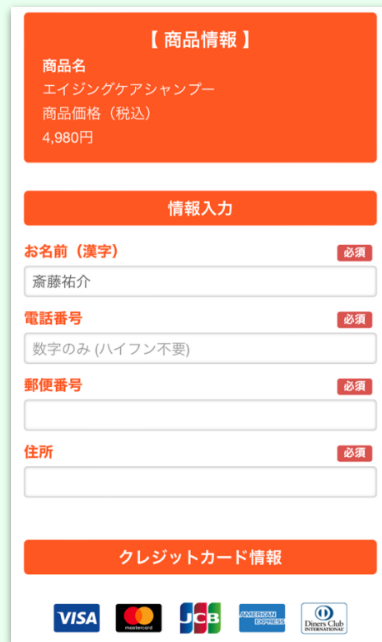 【 商品情報 】
商品名
エイジングケアシャンプー
商品価格（税込）
4,980円
情報入力
お名前（漢字） 必須
斎藤祐介
電話番号 必須
数字のみ (ハイフン不要)
郵便番号 必須
住所 必須
クレジットカード情報
VISA mastercard JCB AMERICAN EXPRESS Diners Club INTERNATIONAL